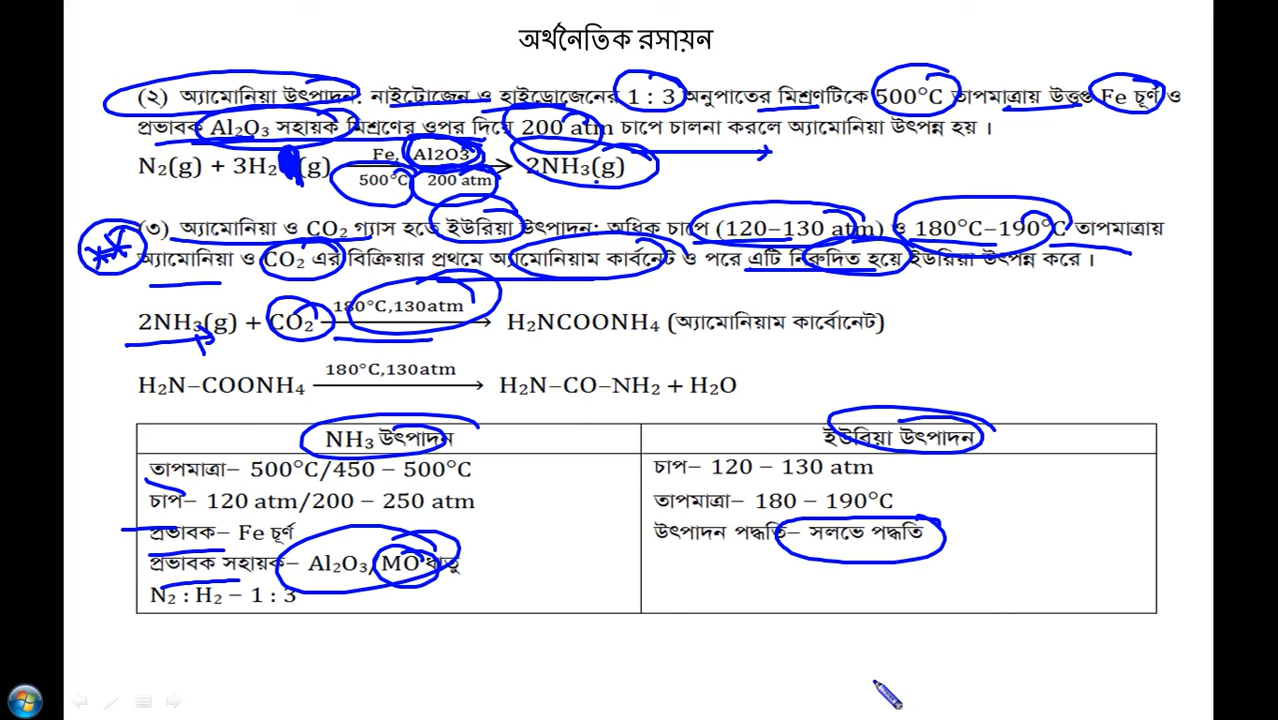 অর্থনৈতিক রসায়ন
(২) অ্যামোনিয়া উৎপাদন: নাইট্রোজেন ও হাইড্রোজেনের 1 : 3 অনুপাতের মিশ্রণটিকে 500°C তাপমাত্রায় উত্তপ্ত Fe চূর্ণ ও
প্রভাবক Al₂O₃ সহায়ক মিশ্রণের ওপর দিয়ে 200 atm চাপে চালনা করলে অ্যামোনিয়া উৎপন্ন হয়।
Fe, Al2O3
N₂(g) + 3H₂ (g) ⟶ 2NH₃(g)
500°C 200 atm
(৩) অ্যামোনিয়া ও CO₂ গ্যাস হতে ইউরিয়া উৎপাদন: অধিক চাপে (120–130 atm) ও 180°C–190°C তাপমাত্রায়
অ্যামোনিয়া ও CO₂ এর বিক্রিয়ার প্রথমে অ্যামোনিয়াম কার্বনেট ও পরে এটি নিরুদিত হয়ে ইউরিয়া উৎপন্ন করে।
180°C,130atm
2NH₃(g) + CO₂ ⟶ H₂NCOONH₄ (অ্যামোনিয়াম কার্বোনেট)
180°C,130atm
H₂N–COONH₄ ⟶ H₂N–CO–NH₂ + H₂O
NH₃ উৎপাদন
তাপমাত্রা– 500°C/450 – 500°C
চাপ– 120 atm/200 – 250 atm
প্রভাবক– Fe চূর্ণ
প্রভাবক সহায়ক– Al₂O₃/MO ধাতু
N₂ : H₂ – 1 : 3
ইউরিয়া উৎপাদন
চাপ– 120 – 130 atm
তাপমাত্রা– 180 – 190°C
উৎপাদন পদ্ধতি– সলভে পদ্ধতি